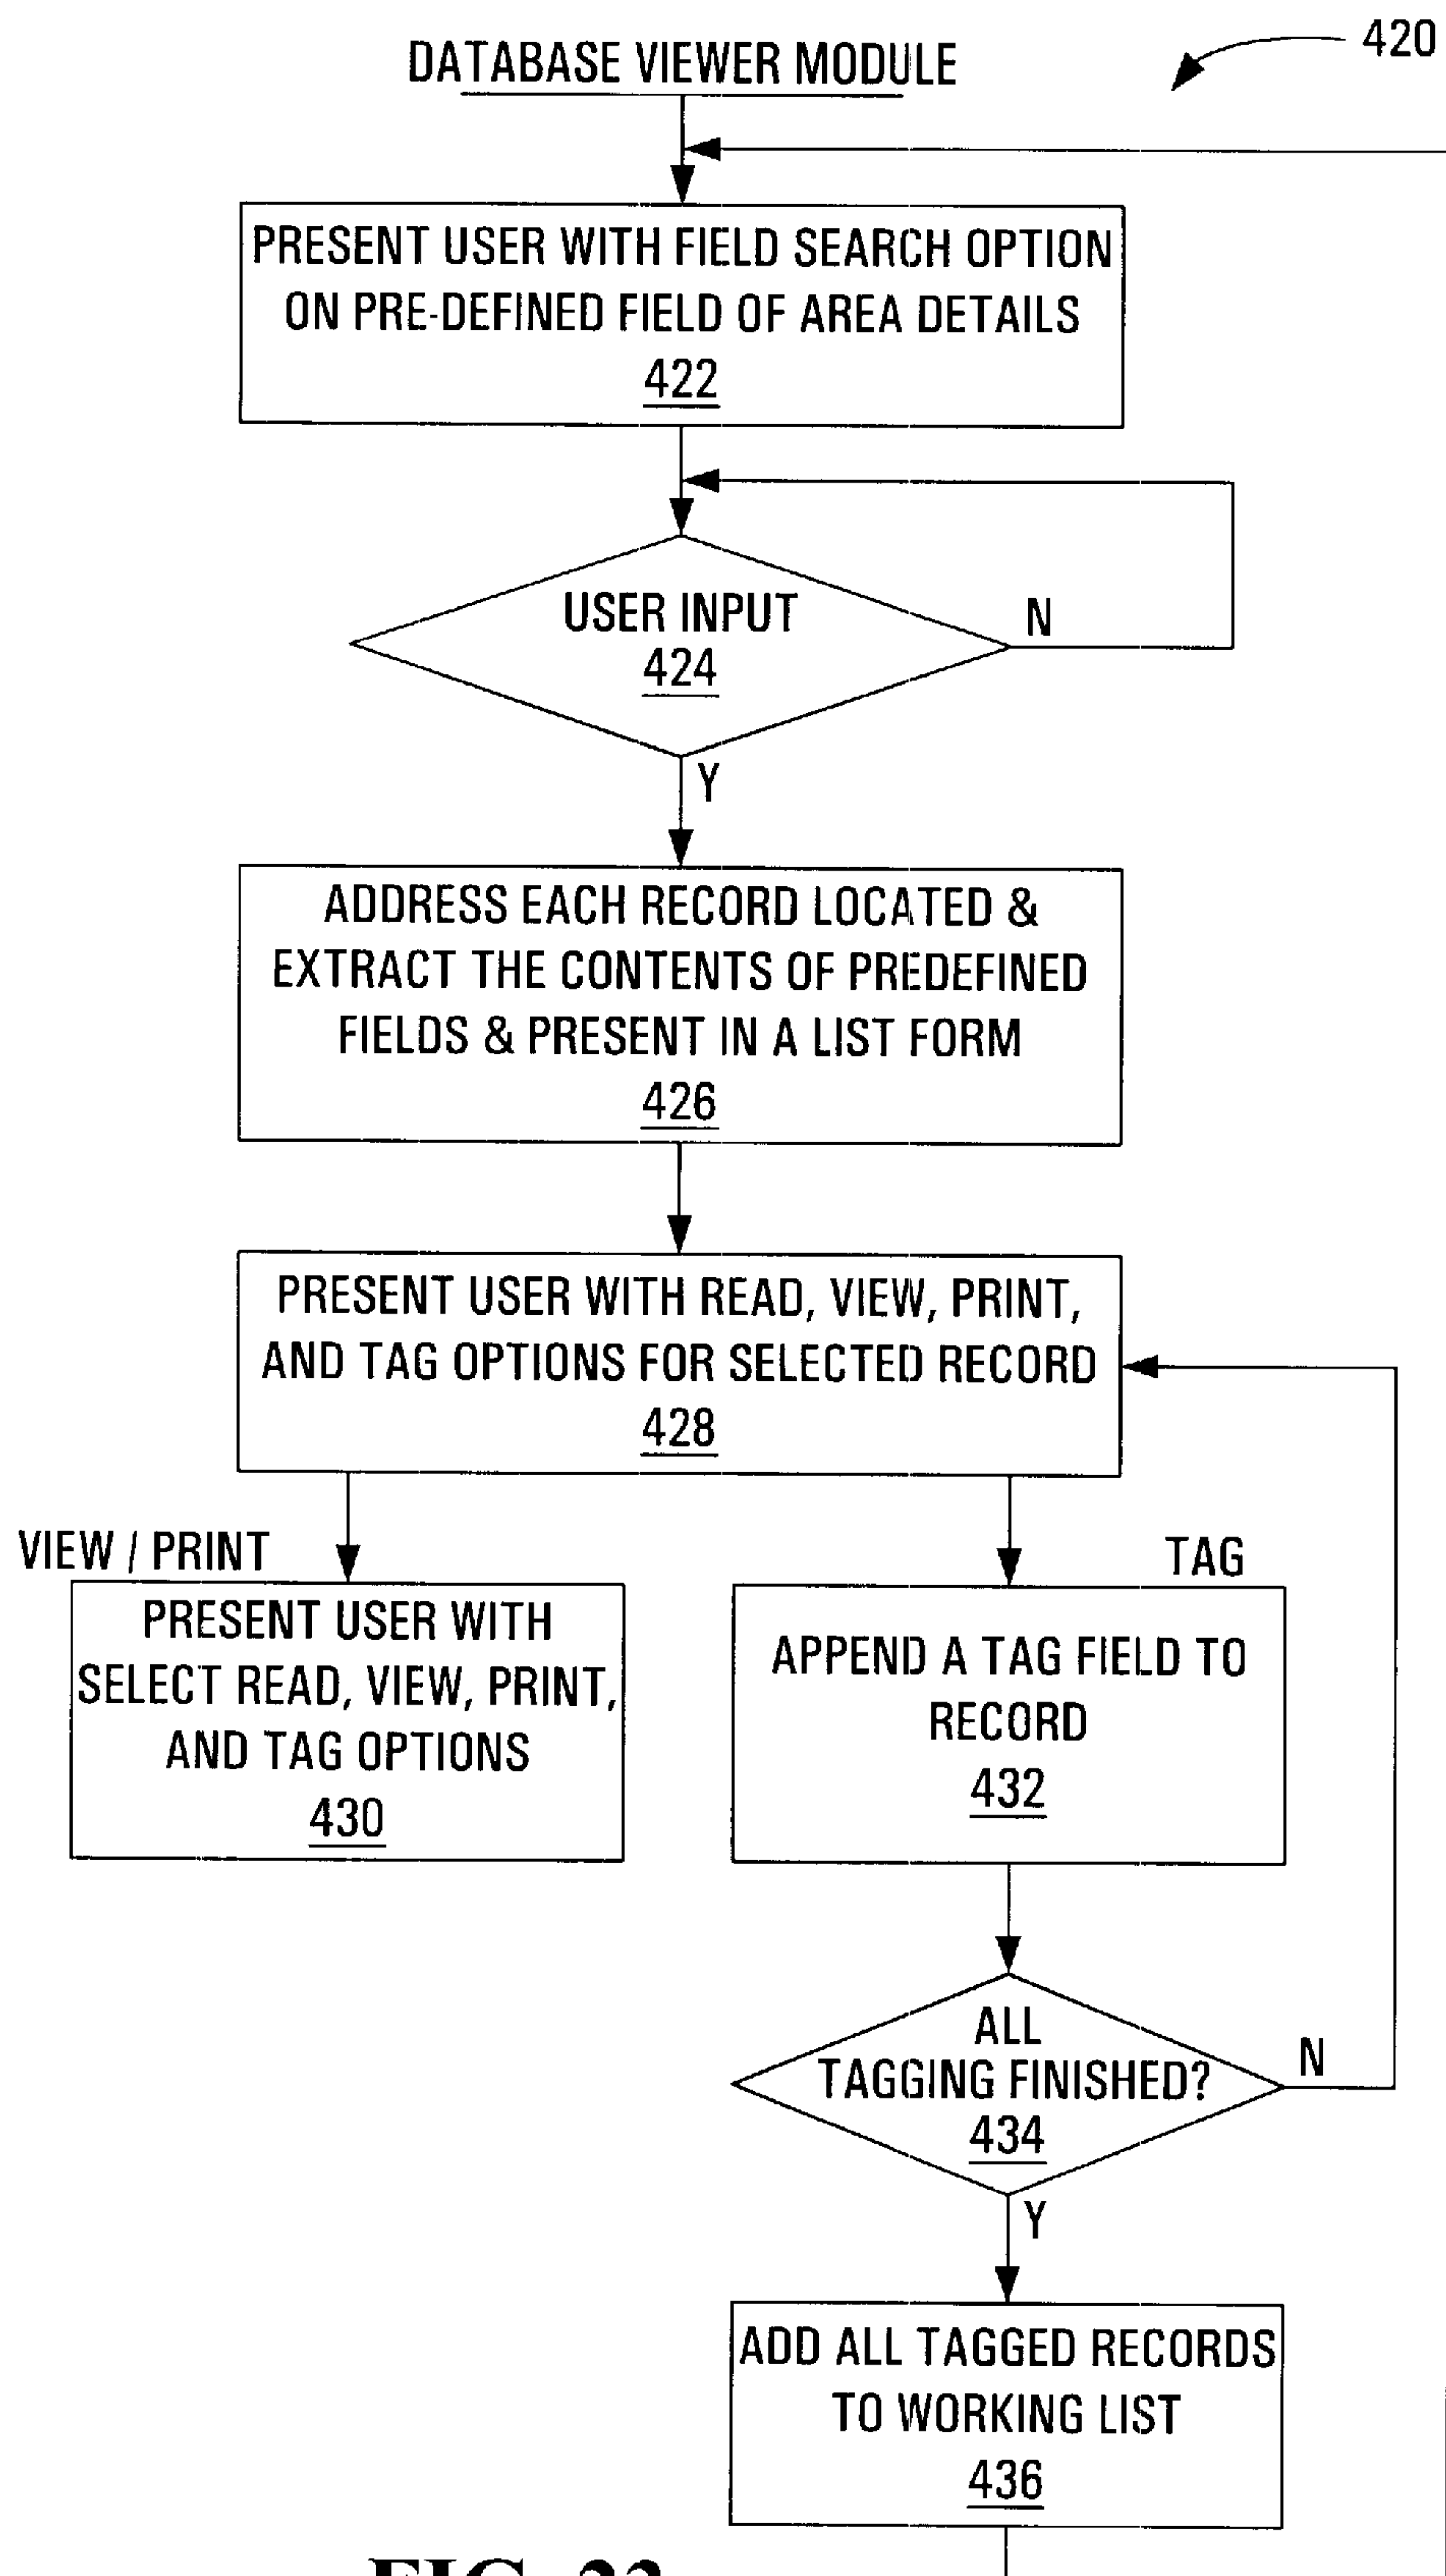 DATABASE VIEWER MODULE
420
PRESENT USER WITH FIELD SEARCH OPTION
ON PRE-DEFINED FIELD OF AREA DETAILS
422
USER INPUT
424
N
Y
ADDRESS EACH RECORD LOCATED &
EXTRACT THE CONTENTS OF PREDEFINED
FIELDS & PRESENT IN A LIST FORM
426
PRESENT USER WITH READ, VIEW, PRINT,
AND TAG OPTIONS FOR SELECTED RECORD
428
VIEW / PRINT
PRESENT USER WITH
SELECT READ, VIEW, PRINT,
AND TAG OPTIONS
430
TAG
APPEND A TAG FIELD TO
RECORD
432
ALL
TAGGING FINISHED?
434
N
Y
ADD ALL TAGGED RECORDS
TO WORKING LIST
436